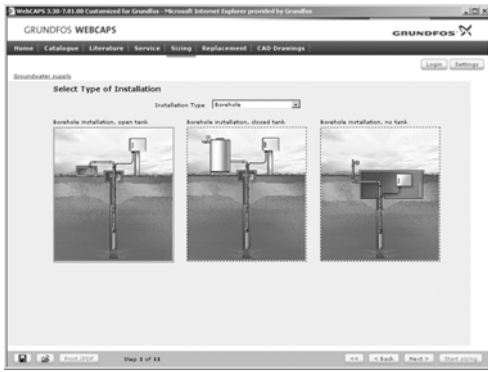 WebCAPS 3.30-7.01.08 Customized for Grundfos - Microsoft Internet Explorer provided by Grundfos
GRUNDFOS WEBCAPS
GRUNDFOS
Home Catalogue Literature Service Sizing Replacement CAD Drawings
Login Settings
Groundwater supply
Select Type of Installation
Installation Type Borehole
Borehole installation, open tank Borehole installation, closed tank Borehole installation, no tank
Print/PDF Step 1 of 11 << < Back Next > Start sizing